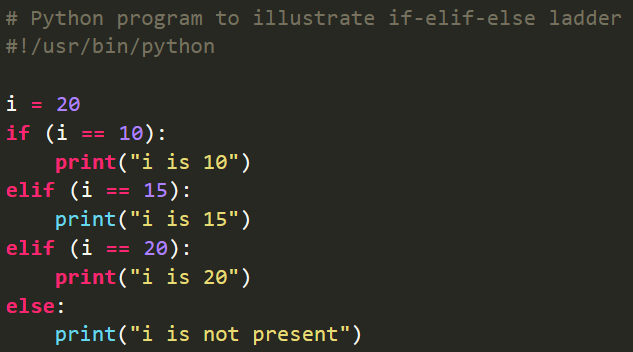 # Python program to illustrate if-elif-else ladder
#!/usr/bin/python

i = 20
if (i == 10):
    print("i is 10")
elif (i == 15):
    print("i is 15")
elif (i == 20):
    print("i is 20")
else:
    print("i is not present")